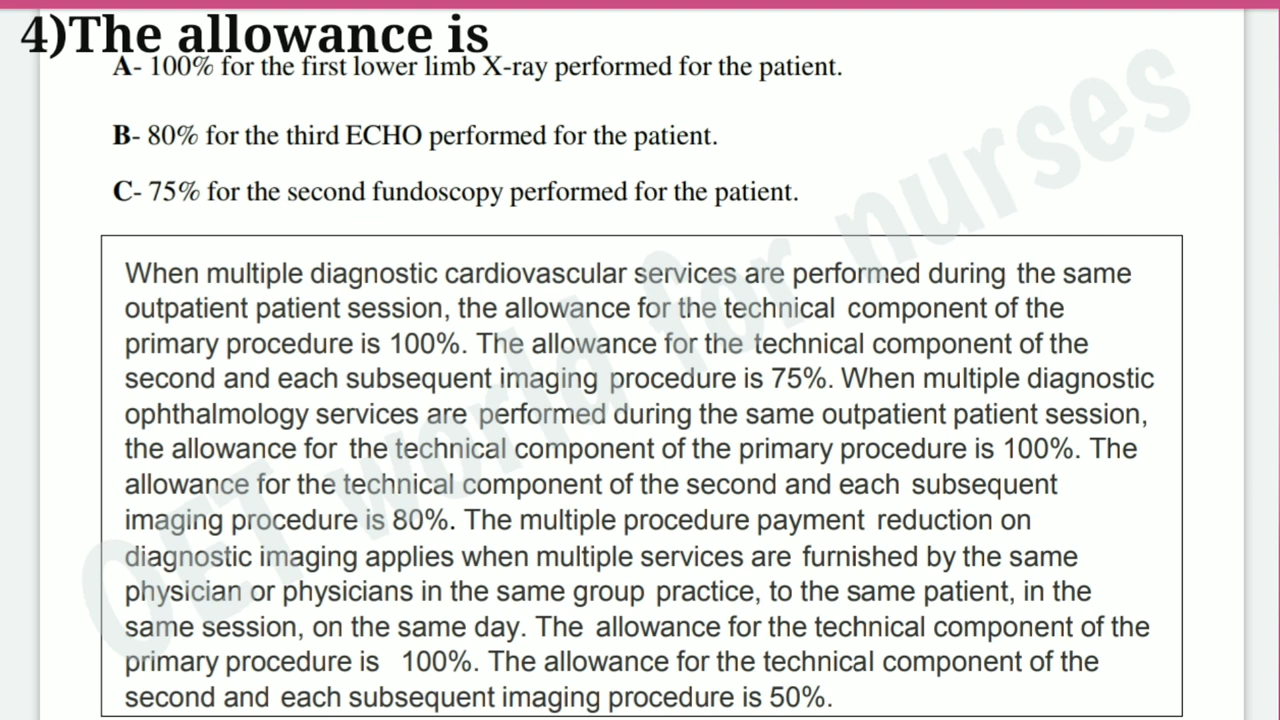 4)The allowance is
A- 100% for the first lower limb X-ray performed for the patient.
B- 80% for the third ECHO performed for the patient.
C- 75% for the second fundoscopy performed for the patient.
When multiple diagnostic cardiovascular services are performed during the same
outpatient patient session, the allowance for the technical component of the
primary procedure is 100%. The allowance for the technical component of the
second and each subsequent imaging procedure is 75%. When multiple diagnostic
ophthalmology services are performed during the same outpatient patient session,
the allowance for the technical component of the primary procedure is 100%. The
allowance for the technical component of the second and each subsequent
imaging procedure is 80%. The multiple procedure payment reduction on
diagnostic imaging applies when multiple services are furnished by the same
physician or physicians in the same group practice, to the same patient, in the
same session, on the same day. The allowance for the technical component of the
primary procedure is 100%. The allowance for the technical component of the
second and each subsequent imaging procedure is 50%.
OET world for nurses